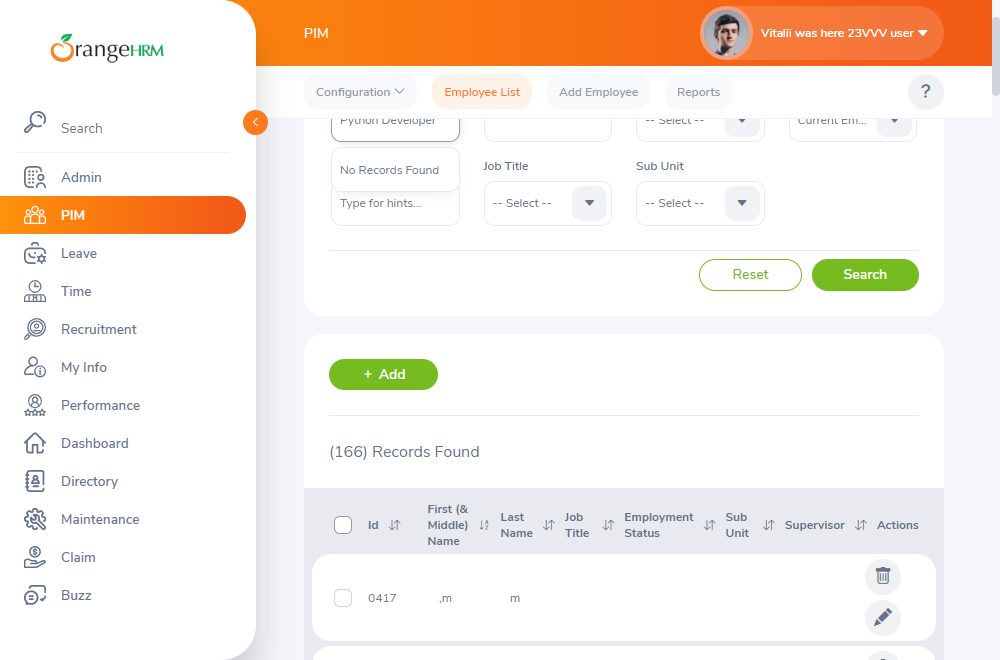 OrangeHRM
PIM
Vitalii was here 23VVV user
Configuration
Employee List
Add Employee
Reports
?
Search
Admin
PIM
Leave
Time
Recruitment
My Info
Performance
Dashboard
Directory
Maintenance
Claim
Buzz
Python Developer
-- Select --
Current Em...
No Records Found
Job Title
Sub Unit
Type for hints...
-- Select --
-- Select --
Reset
Search
+ Add
(166) Records Found
Id
First (& Middle) Name
Last Name
Job Title
Employment Status
Sub Unit
Supervisor
Actions
0417
,m
m